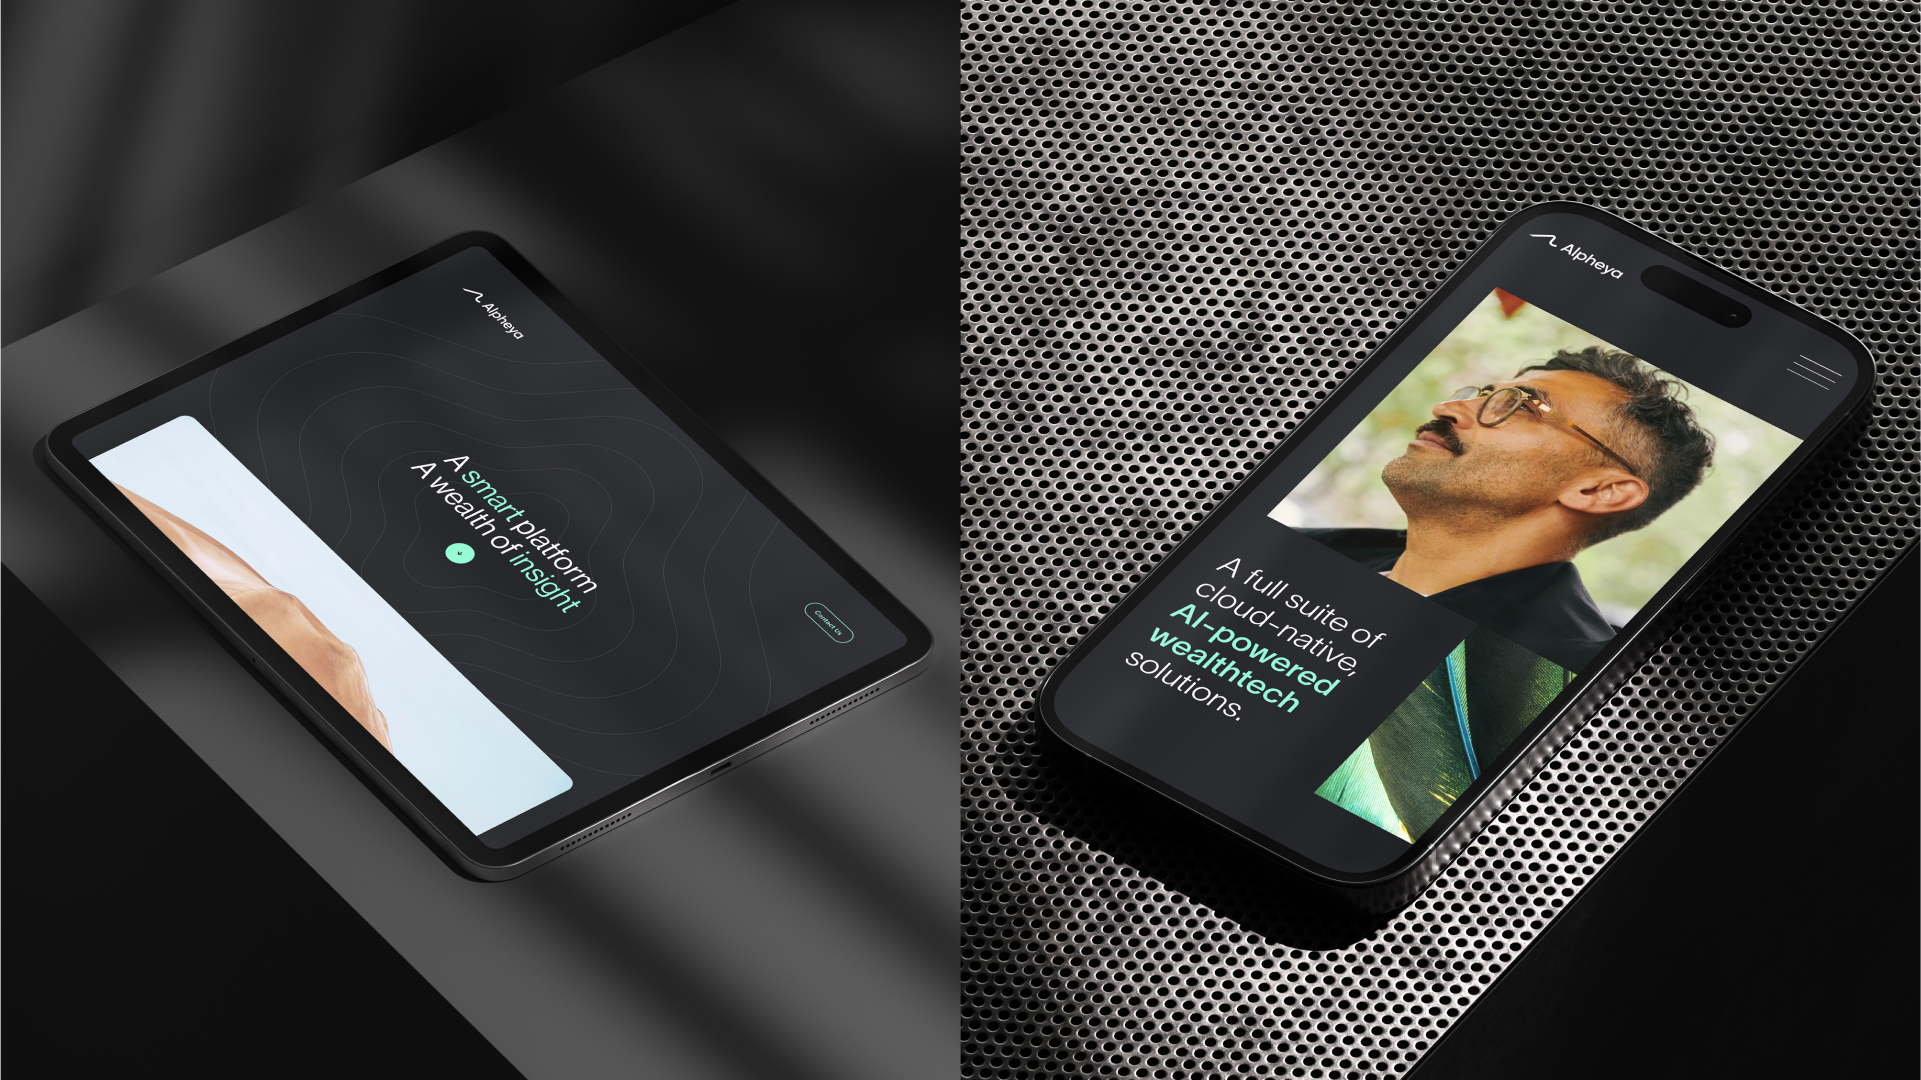 Alpheya
A smart platform
A wealth of insight
Contact Us
Alpheya
A full suite of
cloud-native,
AI-powered
wealthtech
solutions.